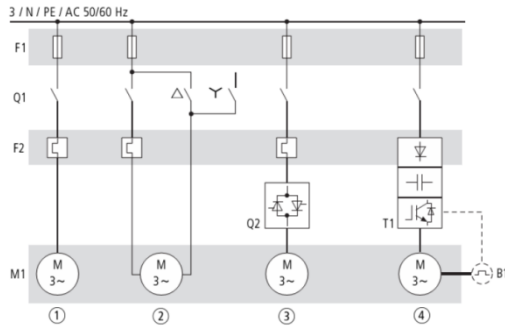 3 / N / PE / AC 50/60 Hz
F1
Q1
F2
Q2
T1
M1
M
3~
M
3~
M
3~
M
3~
① ② ③ ④